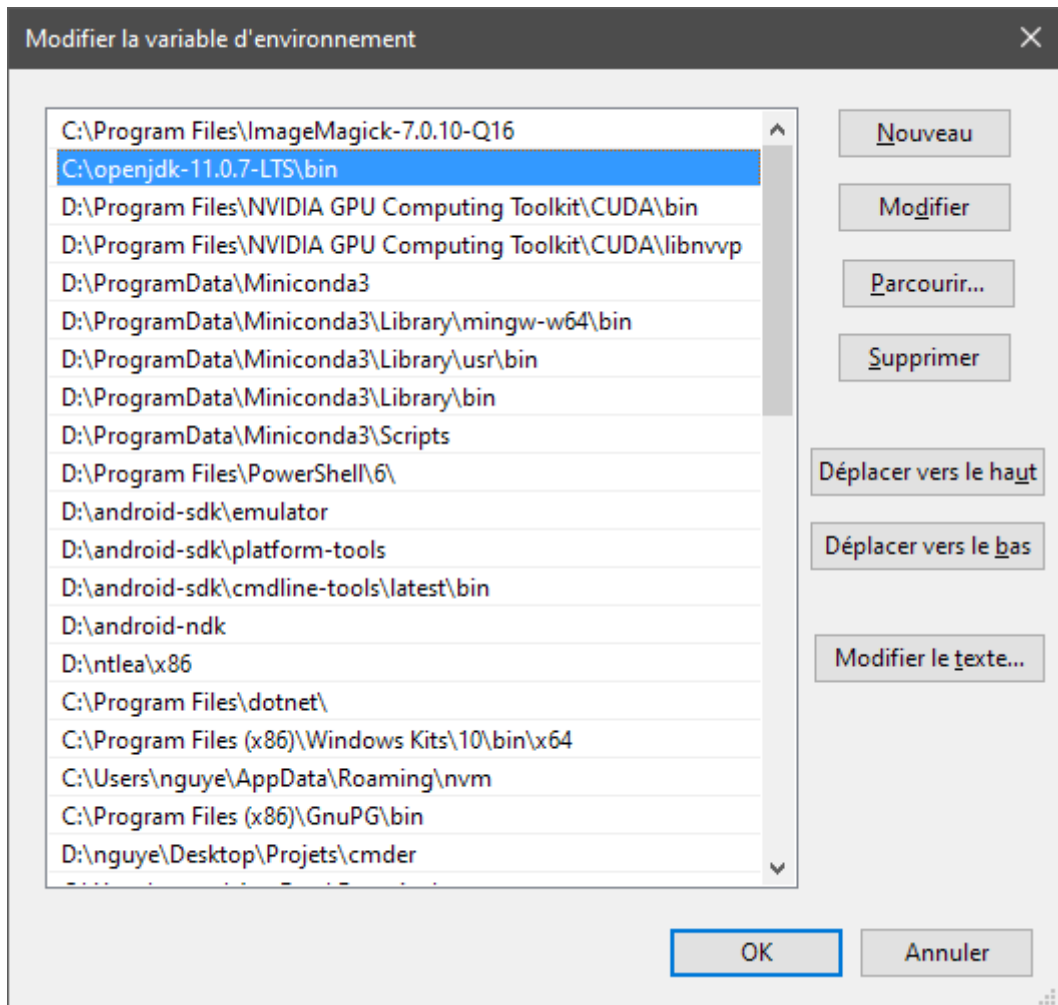 Modifier la variable d'environnement
C:\Program Files\ImageMagick-7.0.10-Q16
C:\openjdk-11.0.7-LTS\bin
D:\Program Files\NVIDIA GPU Computing Toolkit\CUDA\bin
D:\Program Files\NVIDIA GPU Computing Toolkit\CUDA\libnvvp
D:\ProgramData\Miniconda3
D:\ProgramData\Miniconda3\Library\mingw-w64\bin
D:\ProgramData\Miniconda3\Library\usr\bin
D:\ProgramData\Miniconda3\Library\bin
D:\ProgramData\Miniconda3\Scripts
D:\Program Files\PowerShell\6\
D:\android-sdk\emulator
D:\android-sdk\platform-tools
D:\android-sdk\cmdline-tools\latest\bin
D:\android-ndk
D:\ntlea\x86
C:\Program Files\dotnet\
C:\Program Files (x86)\Windows Kits\10\bin\x64
C:\Users\nguye\AppData\Roaming\nvm
C:\Program Files (x86)\GnuPG\bin
D:\nguye\Desktop\Projets\cmder
Nouveau
Modifier
Parcourir...
Supprimer
Déplacer vers le haut
Déplacer vers le bas
Modifier le texte...
OK
Annuler